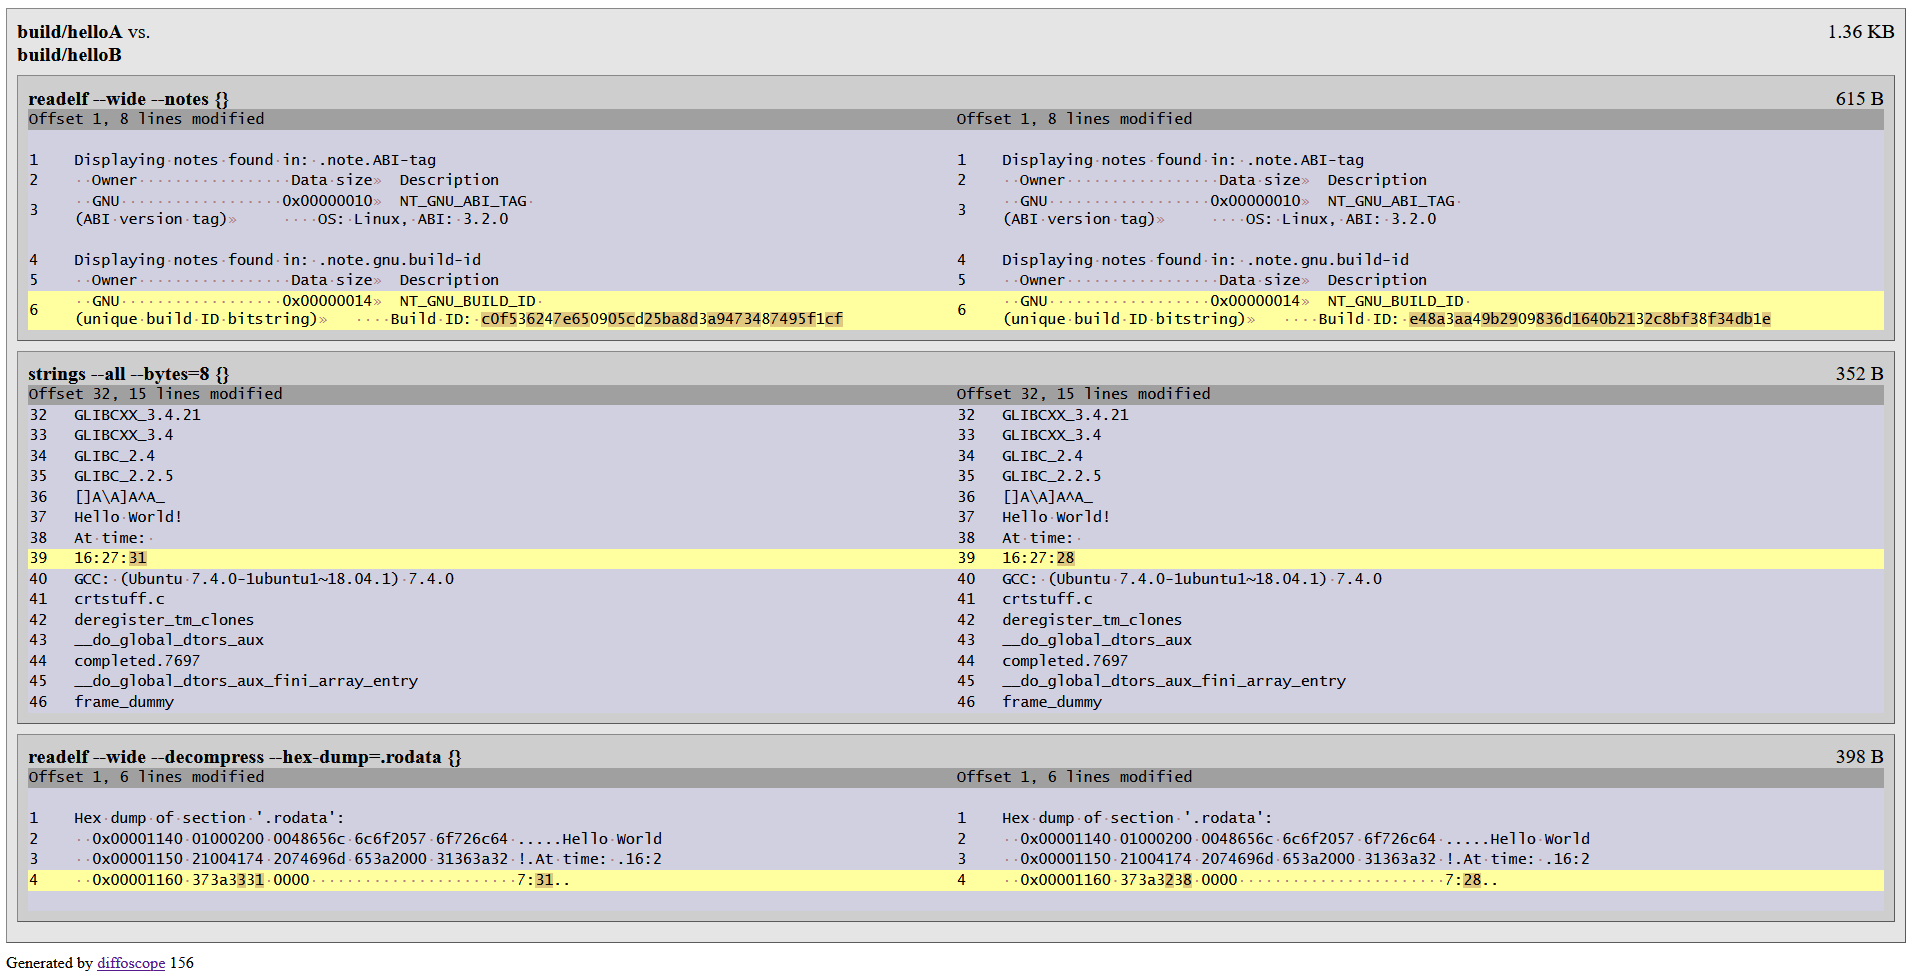 build/helloA vs.
build/helloB
1.36 KB
readelf --wide --notes {}
615 B
Offset 1, 8 lines modified
Offset 1, 8 lines modified
1 Displaying·notes·found·in:·.note.ABI-tag
1 Displaying·notes·found·in:·.note.ABI-tag
2 ··Owner·················Data·size» Description
2 ··Owner·················Data·size» Description
3 ··GNU··················0x00000010» NT_GNU_ABI_TAG·
(ABI·version·tag)» ····OS:·Linux,·ABI:·3.2.0
3 ··GNU··················0x00000010» NT_GNU_ABI_TAG·
(ABI·version·tag)» ····OS:·Linux,·ABI:·3.2.0
4 Displaying·notes·found·in:·.note.gnu.build-id
4 Displaying·notes·found·in:·.note.gnu.build-id
5 ··Owner·················Data·size» Description
5 ··Owner·················Data·size» Description
6 ··GNU··················0x00000014» NT_GNU_BUILD_ID·
(unique·build·ID·bitstring)» ····Build·ID:·c0f536247e650905cd25ba8d3a9473487495f1cf
6 ··GNU··················0x00000014» NT_GNU_BUILD_ID·
(unique·build·ID·bitstring)» ····Build·ID:·e48a3aa49b2909836d1640b2132c8bf38f34db1e
strings --all --bytes=8 {}
352 B
Offset 32, 15 lines modified
Offset 32, 15 lines modified
32 GLIBCXX_3.4.21
32 GLIBCXX_3.4.21
33 GLIBCXX_3.4
33 GLIBCXX_3.4
34 GLIBC_2.4
34 GLIBC_2.4
35 GLIBC_2.2.5
35 GLIBC_2.2.5
36 []A\A]A^A_
36 []A\A]A^A_
37 Hello·World!
37 Hello·World!
38 At·time:·
38 At·time:·
39 16:27:31
39 16:27:28
40 GCC:·(Ubuntu·7.4.0-1ubuntu1~18.04.1)·7.4.0
40 GCC:·(Ubuntu·7.4.0-1ubuntu1~18.04.1)·7.4.0
41 crtstuff.c
41 crtstuff.c
42 deregister_tm_clones
42 deregister_tm_clones
43 __do_global_dtors_aux
43 __do_global_dtors_aux
44 completed.7697
44 completed.7697
45 __do_global_dtors_aux_fini_array_entry
45 __do_global_dtors_aux_fini_array_entry
46 frame_dummy
46 frame_dummy
readelf --wide --decompress --hex-dump=.rodata {}
398 B
Offset 1, 6 lines modified
Offset 1, 6 lines modified
1 Hex·dump·of·section·'.rodata':
1 Hex·dump·of·section·'.rodata':
2 ··0x00001140·01000200·0048656c·6c6f2057·6f726c64·.....Hello·World
2 ··0x00001140·01000200·0048656c·6c6f2057·6f726c64·.....Hello·World
3 ··0x00001150·21004174·2074696d·653a2000·31363a32·!.At·time:·.16:2
3 ··0x00001150·21004174·2074696d·653a2000·31363a32·!.At·time:·.16:2
4 ··0x00001160·373a3331·0000·······················7:31..
4 ··0x00001160·373a3238·0000·······················7:28..
Generated by diffoscope 156